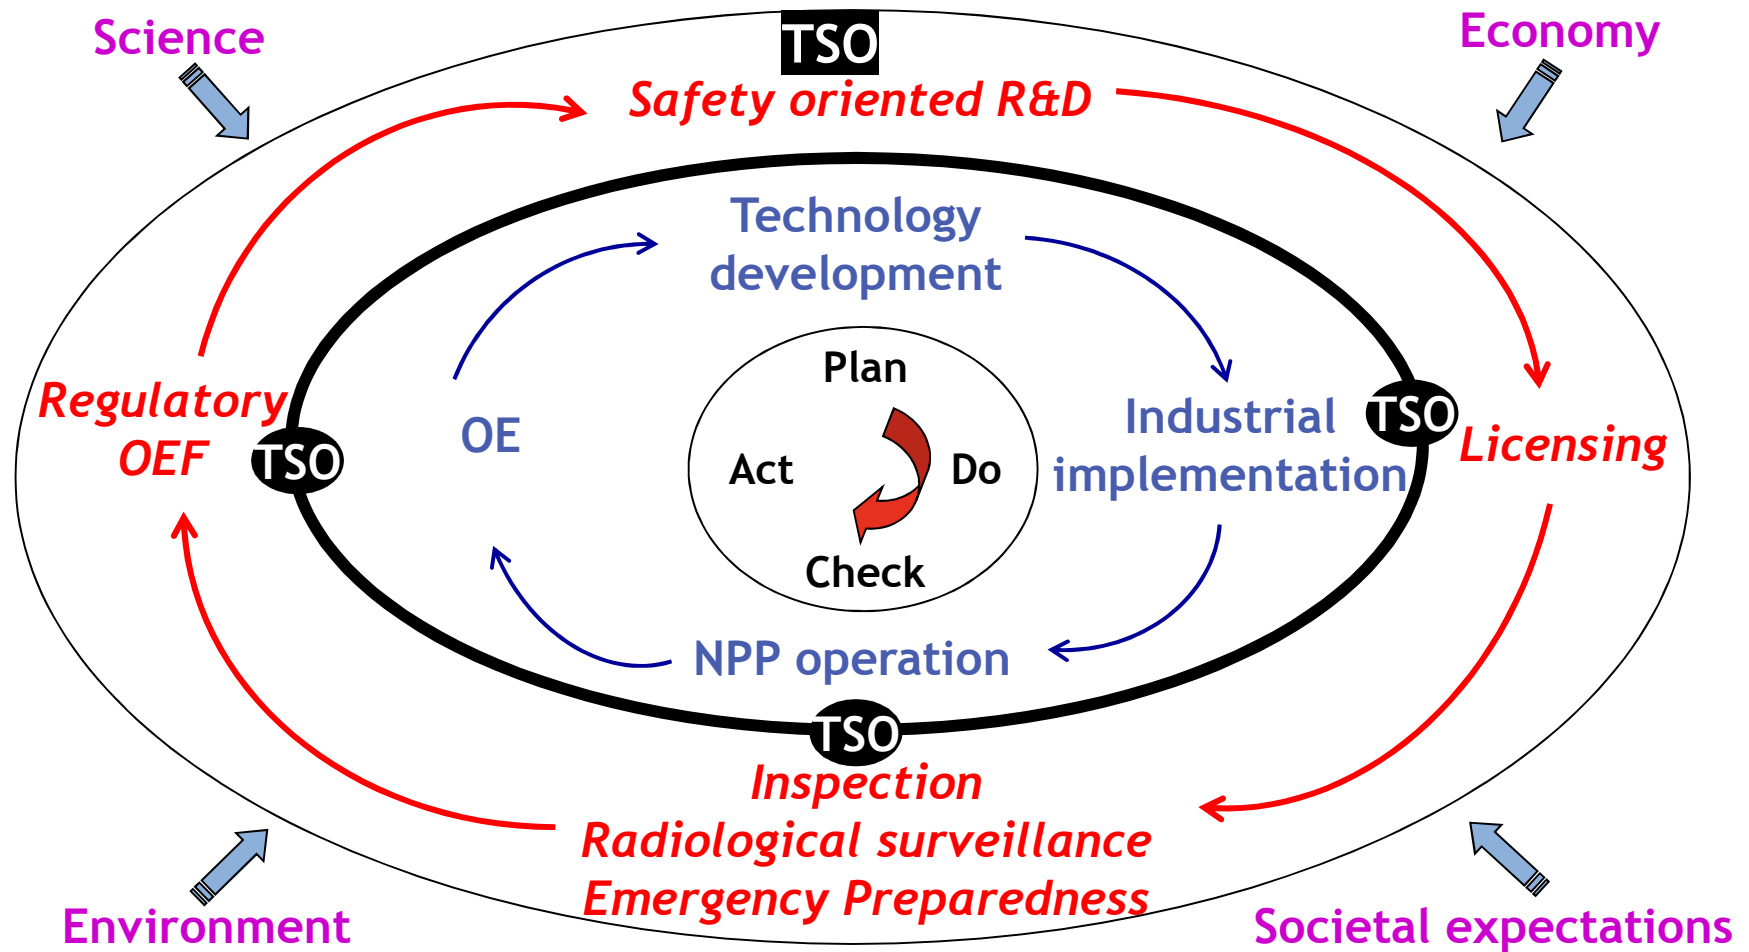 Science
TSO
Economy
Safety oriented R&D
Technology
development
Plan
Regulatory
OEF
TSO
OE
Act
Do
Industrial
implementation
TSO
Licensing
Check
NPP operation
TSO
Inspection
Radiological surveillance
Emergency Preparedness
Environment
Societal expectations